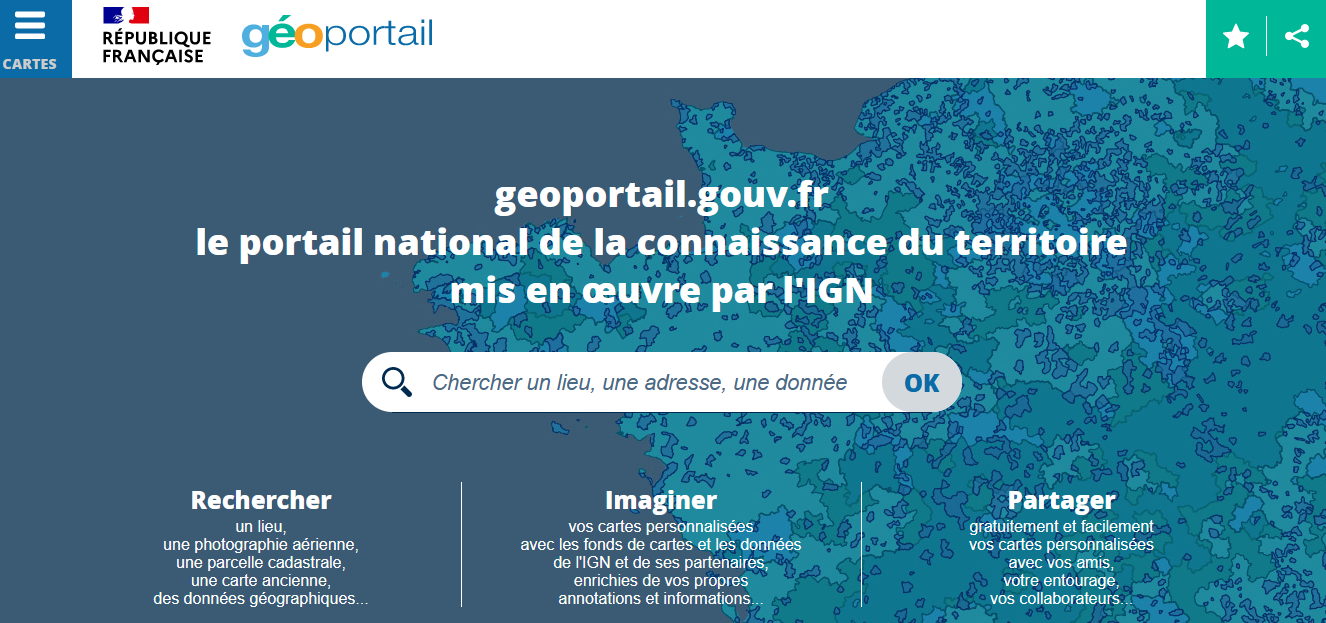 CARTES
RÉPUBLIQUE
FRANÇAISE
géoportail
geoportail.gouv.fr
le portail national de la connaissance du territoire
mis en œuvre par l'IGN
Chercher un lieu, une adresse, une donnée
OK
Rechercher
un lieu,
une photographie aérienne,
une parcelle cadastrale,
une carte ancienne,
des données géographiques...
Imaginer
vos cartes personnalisées
avec les fonds de cartes et les données
de l'IGN et de ses partenaires,
enrichies de vos propres
annotations et informations...
Partager
gratuitement et facilement
vos cartes personnalisées
avec vos amis,
votre entourage,
vos collaborateurs...